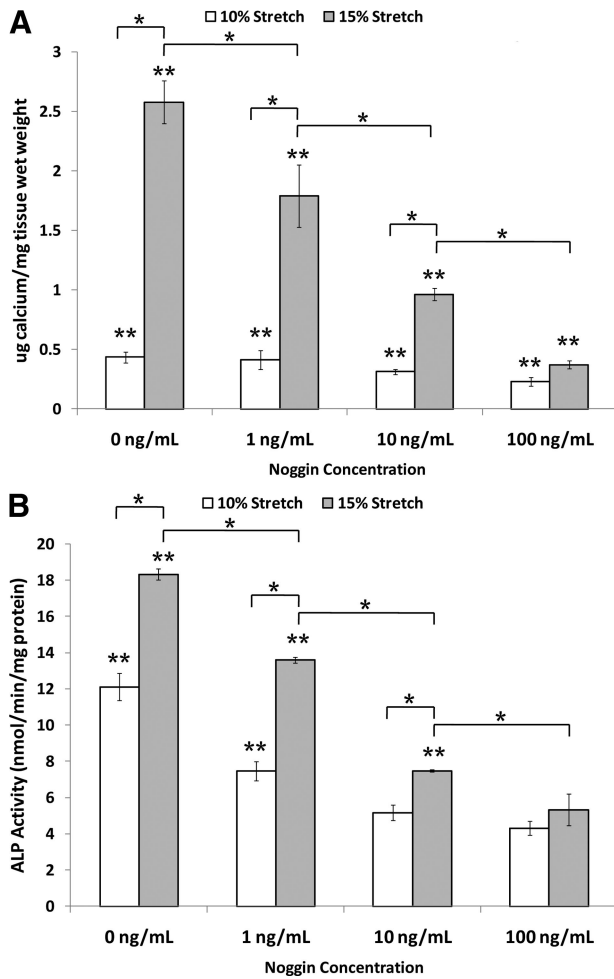 A
10% Stretch 15% Stretch
* * * * * *
** ** ** ** ** ** ** **
ug calcium/mg tissue wet weight
3
2.5
2
1.5
1
0.5
0
0 ng/mL 1 ng/mL 10 ng/mL 100 ng/mL
Noggin Concentration
B
10% Stretch 15% Stretch
* * * * * *
** ** ** ** **
ALP Activity (nmol/min/mg protein)
20
18
16
14
12
10
8
6
4
2
0
0 ng/mL 1 ng/mL 10 ng/mL 100 ng/mL
Noggin Concentration